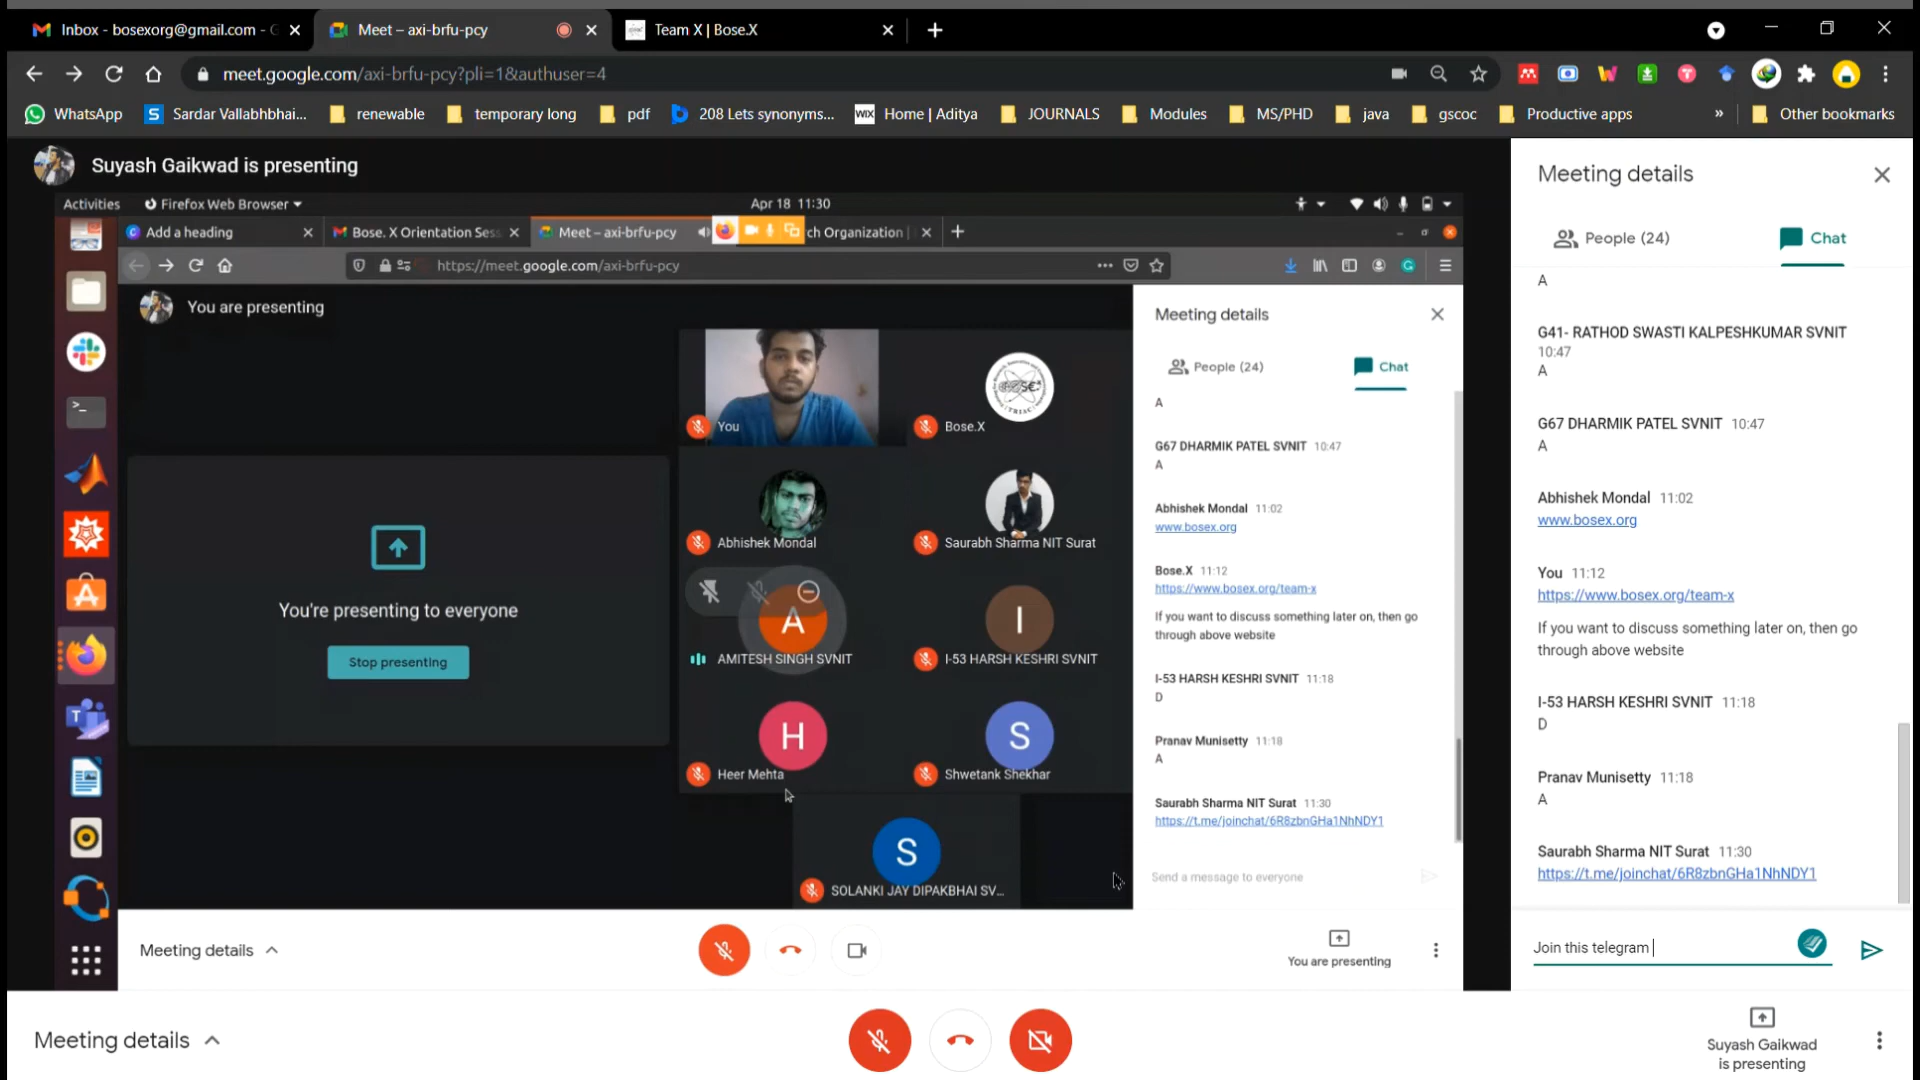 Inbox - bosexorg@gmail.com -
Meet – axi-brfu-pcy
Team X | Bose.X
meet.google.com/axi-brfu-pcy?pli=1&authuser=4
WhatsApp
Sardar Vallabhbhai...
renewable
temporary long
pdf
208 Lets synonyms...
WIX
Home | Aditya
JOURNALS
Modules
MS/PHD
java
gscoc
Productive apps
»
Other bookmarks
Suyash Gaikwad is presenting
Activities
Firefox Web Browser
Apr 18 11:30
Add a heading
Bose. X Orientation Ses
Meet – axi-brfu-pcy
ch Organization |
https://meet.google.com/axi-brfu-pcy
You are presenting
You're presenting to everyone
Stop presenting
You
Bose.X
Abhishek Mondal
Saurabh Sharma NIT Surat
A
AMITESH SINGH SVNIT
I
I-53 HARSH KESHRI SVNIT
H
Heer Mehta
S
Shwetank Shekhar
S
SOLANKI JAY DIPAKBHAI SV...
Meeting details
People (24)
Chat
A
G67 DHARMIK PATEL SVNIT 10:47
A
Abhishek Mondal 11:02
www.bosex.org
Bose.X 11:12
https://www.bosex.org/team-x
If you want to discuss something later on, then go
through above website
I-53 HARSH KESHRI SVNIT 11:18
D
Pranav Munisetty 11:18
A
Saurabh Sharma NIT Surat 11:30
https://t.me/joinchat/6R8zbnGHa1NhNDY1
Send a message to everyone
Meeting details
You are presenting
Meeting details
People (24)
Chat
A
G41- RATHOD SWASTI KALPESHKUMAR SVNIT
10:47
A
G67 DHARMIK PATEL SVNIT 10:47
A
Abhishek Mondal 11:02
www.bosex.org
You 11:12
https://www.bosex.org/team-x
If you want to discuss something later on, then go
through above website
I-53 HARSH KESHRI SVNIT 11:18
D
Pranav Munisetty 11:18
A
Saurabh Sharma NIT Surat 11:30
https://t.me/joinchat/6R8zbnGHa1NhNDY1
Join this telegram
Meeting details
Suyash Gaikwad
is presenting